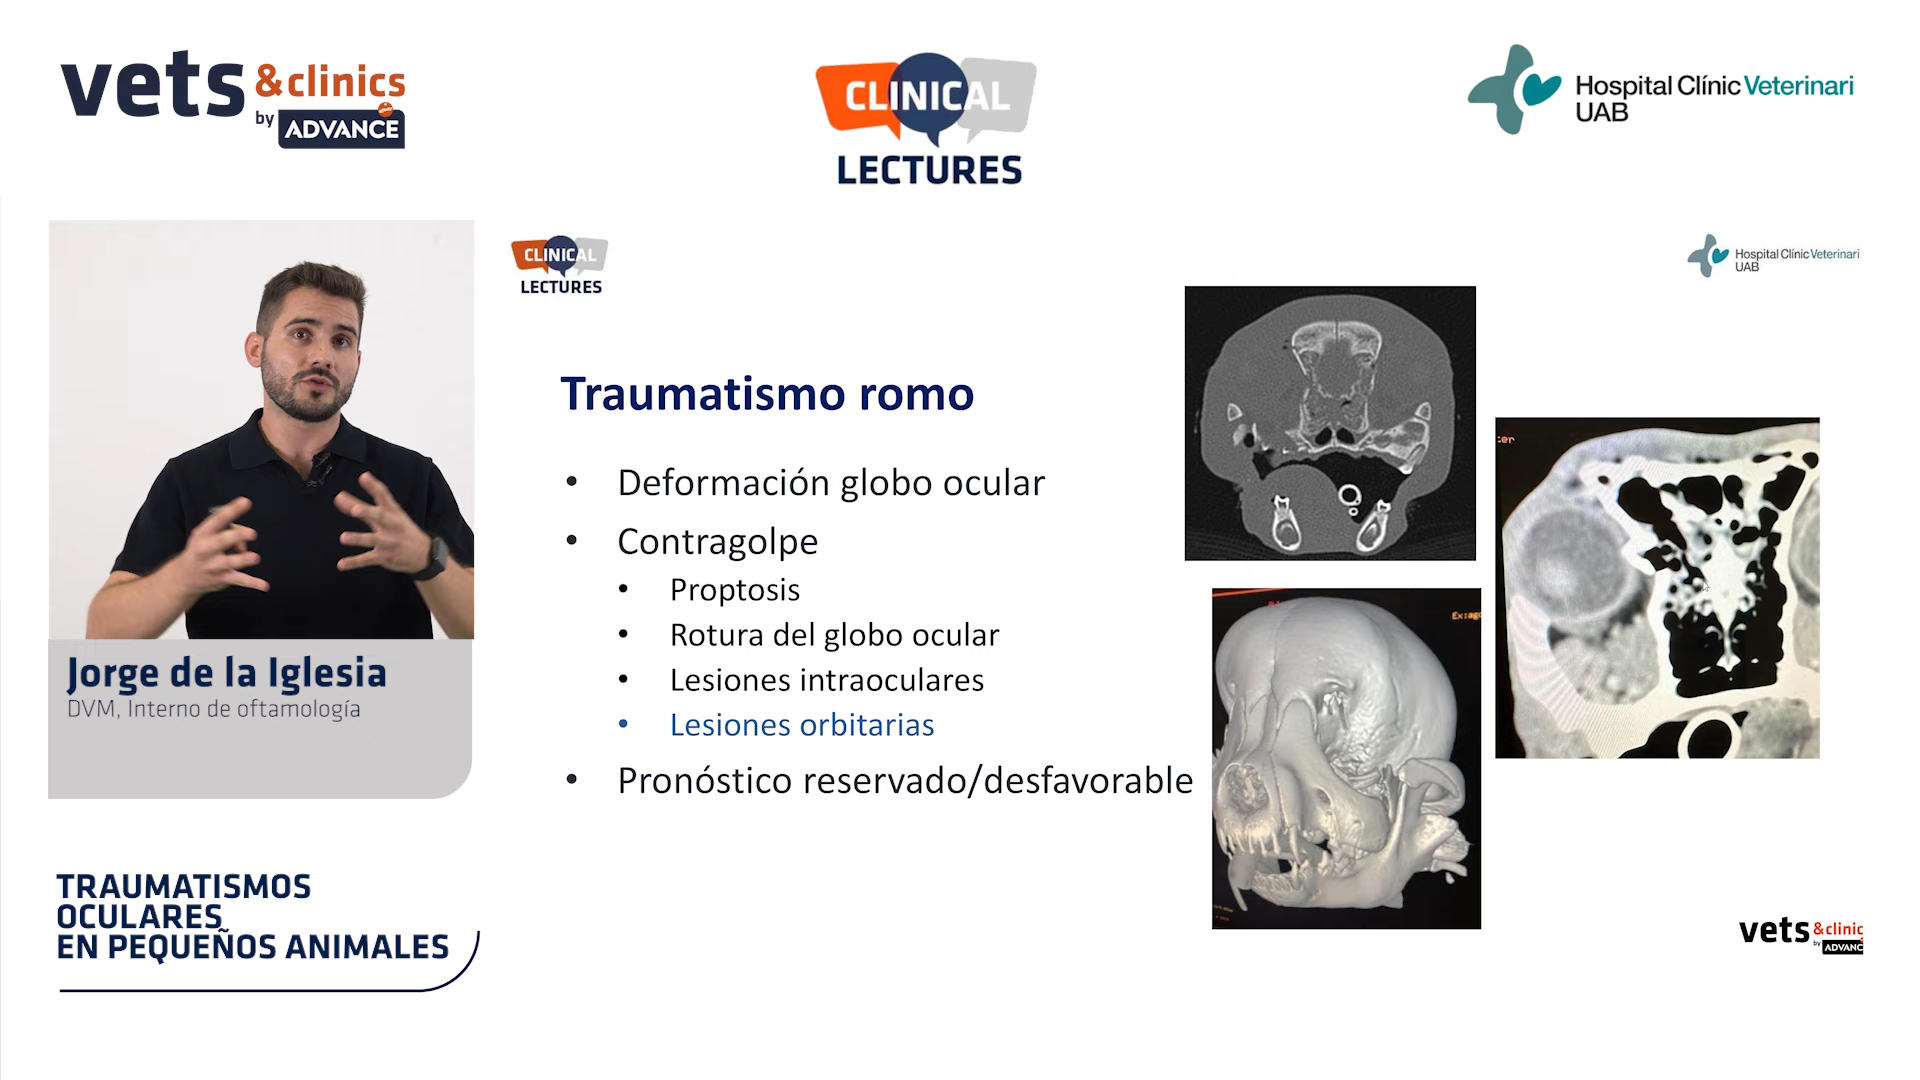 vets &clinics
by ADVANCE
CLINICAL
LECTURES
Hospital Clínic Veterinari
UAB
CLINICAL
LECTURES
Hospital Clínic Veterinari
UAB
Traumatismo romo
• Deformación globo ocular
• Contragolpe
• Proptosis
• Rotura del globo ocular
• Lesiones intraoculares
• Lesiones orbitarias
• Pronóstico reservado/desfavorable
Jorge de la Iglesia
DVM, Interno de oftamología
TRAUMATISMOS
OCULARES
EN PEQUEÑOS ANIMALES
vets &clinic
by ADVANC